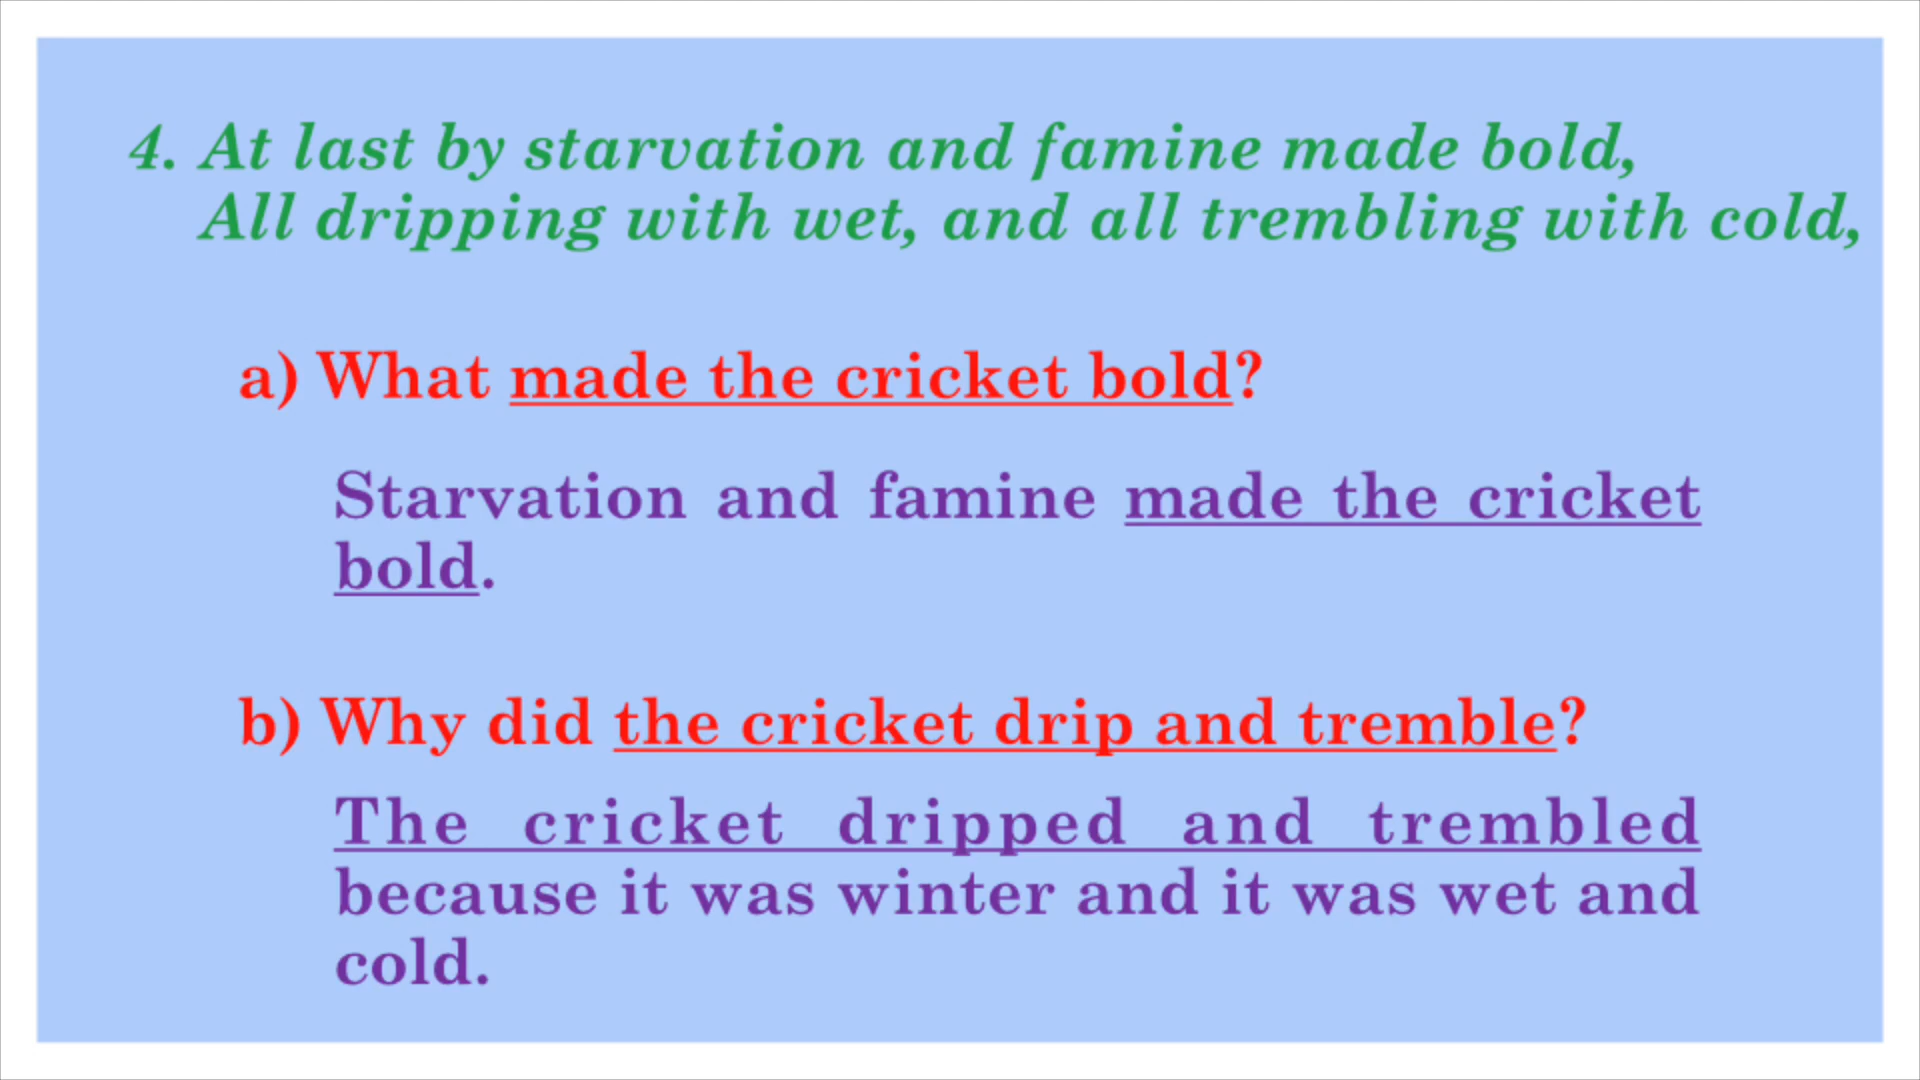 4. At last by starvation and famine made bold,
All dripping with wet, and all trembling with cold,
a) What made the cricket bold?
Starvation and famine made the cricket
bold.
b) Why did the cricket drip and tremble?
The cricket dripped and trembled
because it was winter and it was wet and
cold.